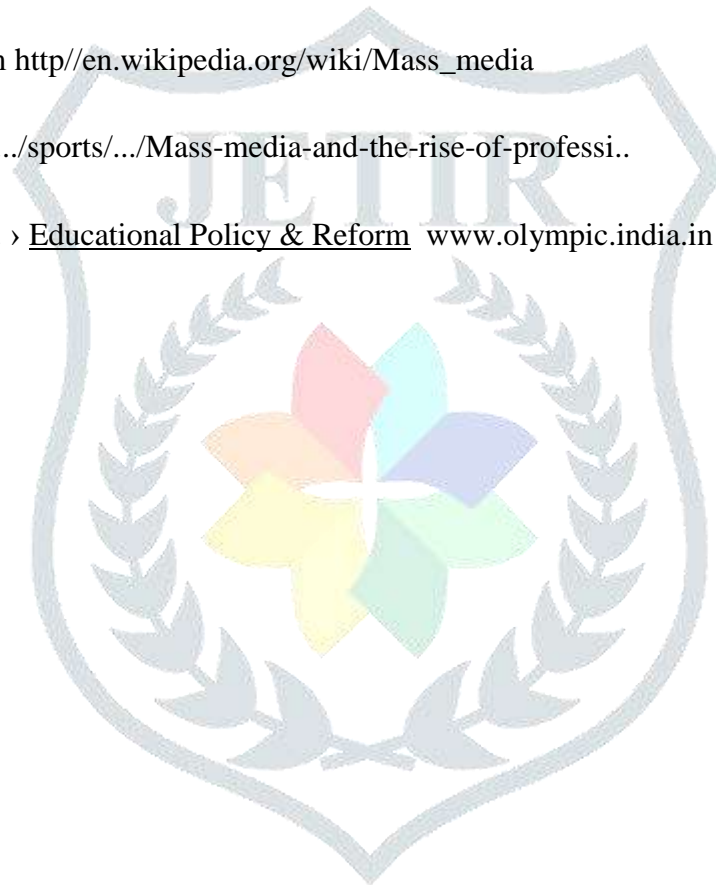 n http//en.wikipedia.org/wiki/Mass_media
../sports/.../Mass-media-and-the-rise-of-professi..
› Educational Policy & Reform www.olympic.india.in
JETIR